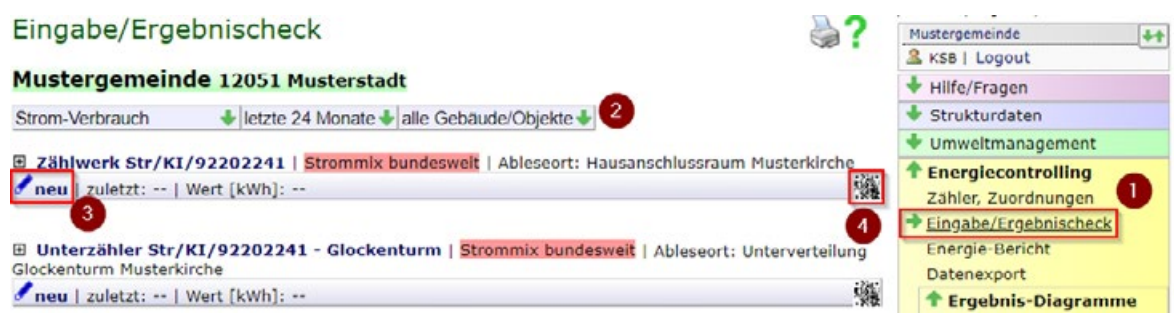 Eingabe/Ergebnischeck
?
Mustergemeinde 12051 Musterstadt
Strom-Verbrauch letzte 24 Monate alle Gebäude/Objekte 2
Zählwerk Str/KI/92202241 | Strommix bundesweit | Ableseort: Hausanschlussraum Musterkirche
neu | zuletzt: -- | Wert [kWh]: --
3
4
Unterzähler Str/KI/92202241 - Glockenturm | Strommix bundesweit | Ableseort: Unterverteilung
Glockenturm Musterkirche
neu | zuletzt: -- | Wert [kWh]: --
Mustergemeinde
KSB | Logout
Hilfe/Fragen
Strukturdaten
Umweltmanagement
Energiecontrolling
Zähler, Zuordnungen
1
Eingabe/Ergebnischeck
Energie-Bericht
Datenexport
Ergebnis-Diagramme